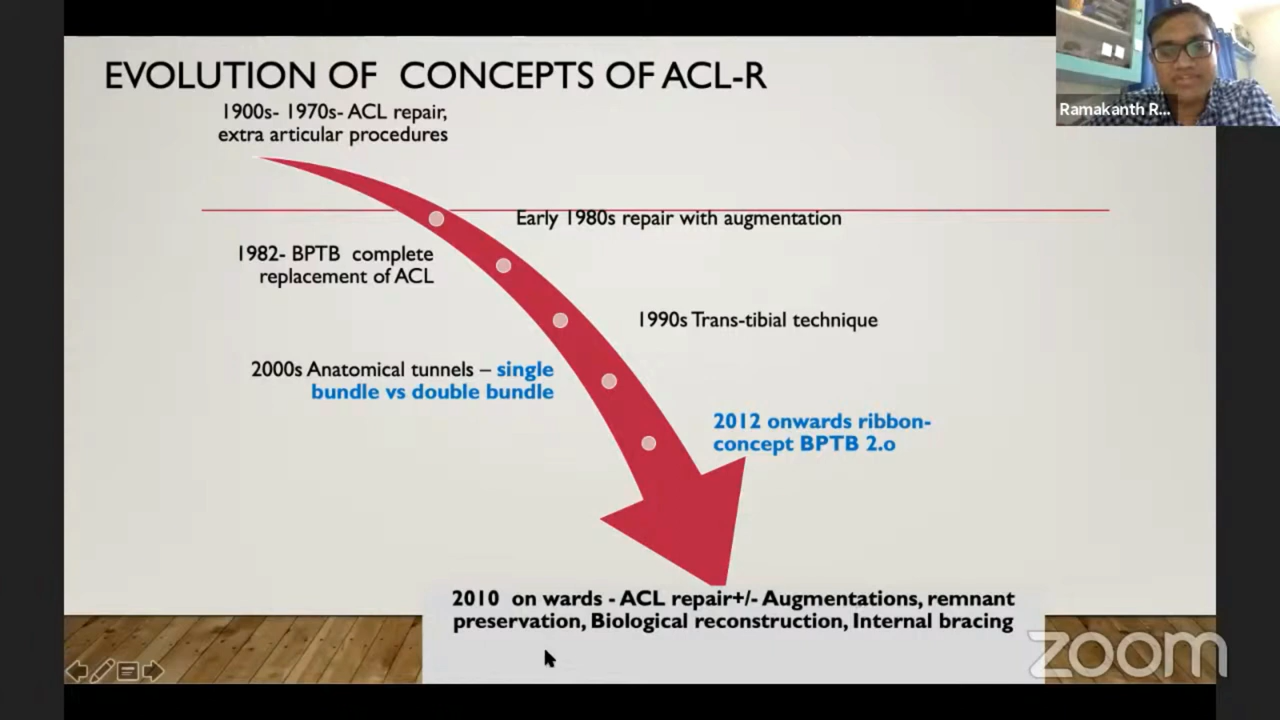 EVOLUTION OF CONCEPTS OF ACL-R
1900s- 1970s- ACL repair,
extra articular procedures
Ramakanth R...
Early 1980s repair with augmentation
1982- BPTB complete
replacement of ACL
1990s Trans-tibial technique
2000s Anatomical tunnels – single
bundle vs double bundle
2012 onwards ribbon-
concept BPTB 2.o
2010 on wards - ACL repair+/- Augmentations, remnant
preservation, Biological reconstruction, Internal bracing
zoom